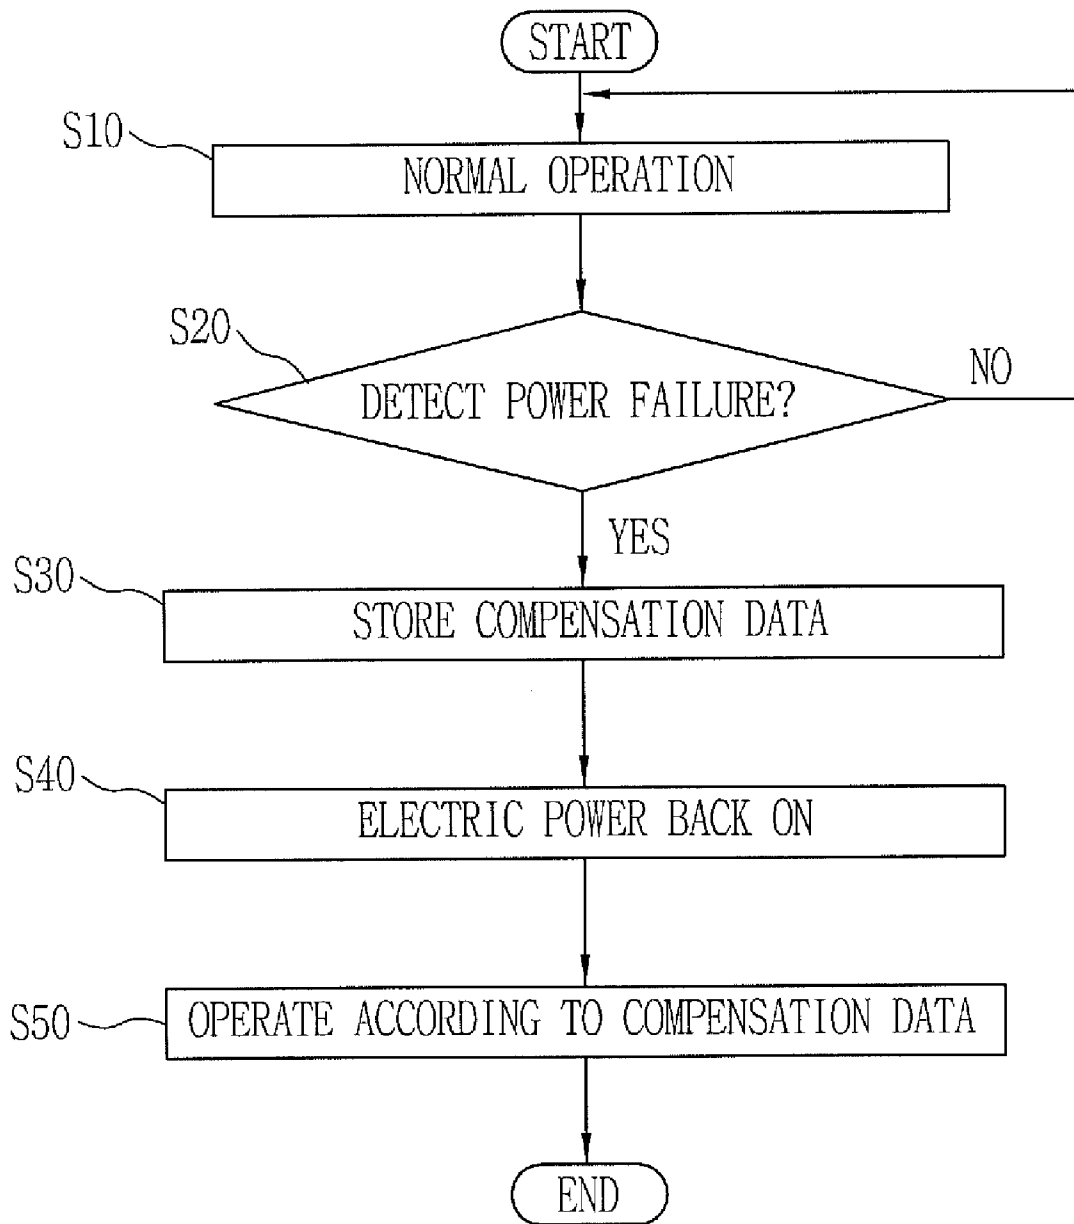 START
S10
NORMAL OPERATION
S20
DETECT POWER FAILURE?
NO
YES
S30
STORE COMPENSATION DATA
S40
ELECTRIC POWER BACK ON
S50
OPERATE ACCORDING TO COMPENSATION DATA
END